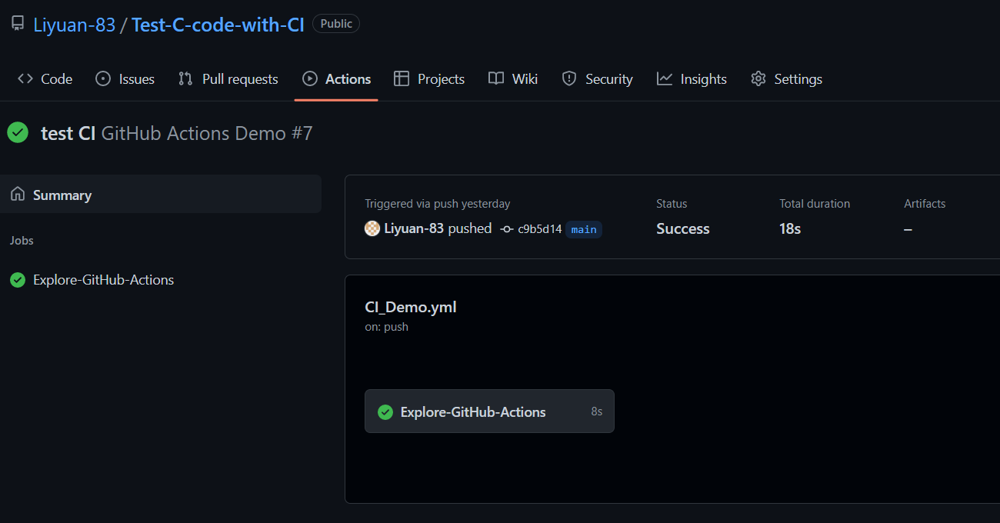 Liyuan-83 / Test-C-code-with-CI Public
Code Issues Pull requests Actions Projects Wiki Security Insights Settings
test CI GitHub Actions Demo #7
Summary
Jobs
Explore-GitHub-Actions
Triggered via push yesterday Status Total duration Artifacts
Liyuan-83 pushed c9b5d14 main Success 18s –
CI_Demo.yml
on: push
Explore-GitHub-Actions 8s